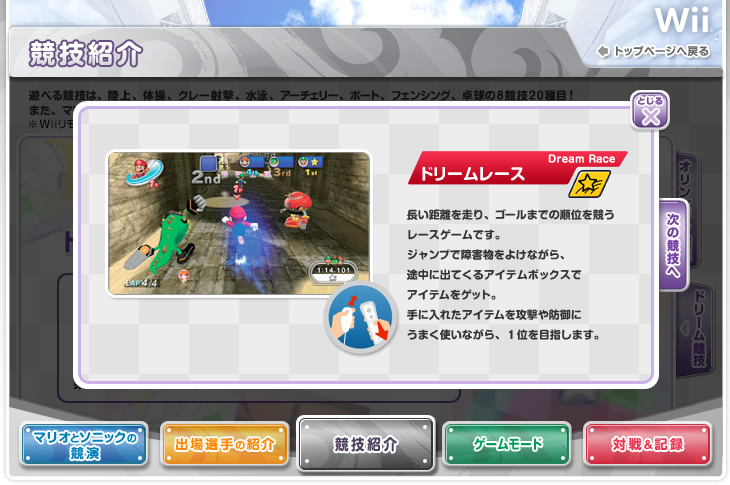 Wii
競技紹介
トップページへ戻る
遊べる競技は、陸上、体操、クレー射撃、水泳、アーチェリー、ボート、フェンシング、卓球の8競技20種目！
また、マ
※Wiiリモ
とじる
Dream Race
ドリームレース
2nd
3rd
1st
1:14.101
LAP 4/4
長い距離を走り、ゴールまでの順位を競う
レースゲームです。
ジャンプで障害物をよけながら、
途中に出てくるアイテムボックスで
アイテムをゲット。
手に入れたアイテムを攻撃や防御に
うまく使いながら、１位を目指します。
オリン
次の競技へ
ドリーム競技
マリオとソニックの
競演
出場選手の紹介
競技紹介
ゲームモード
対戦&記録